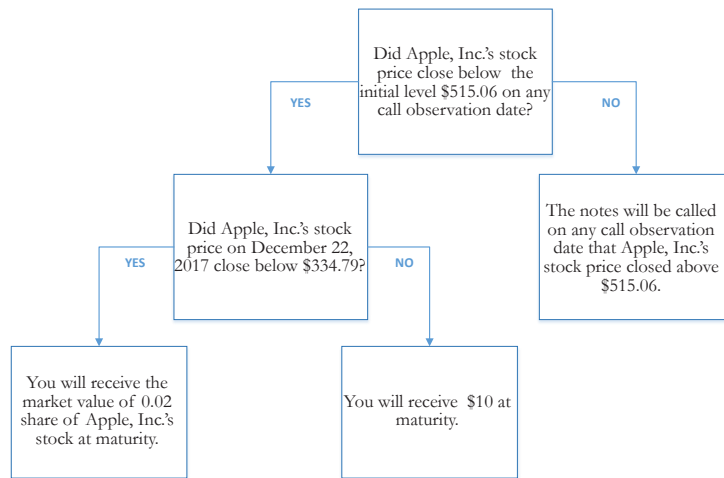 Did Apple, Inc.'s stock
price close below the
initial level $515.06 on any
call observation date?
YES
NO
Did Apple, Inc.'s stock
price on December 22,
2017 close below $334.79?
The notes will be called
on any call observation
date that Apple, Inc.'s
stock price closed above
$515.06.
YES
NO
You will receive the
market value of 0.02
share of Apple, Inc.'s
stock at maturity.
You will receive $10 at
maturity.